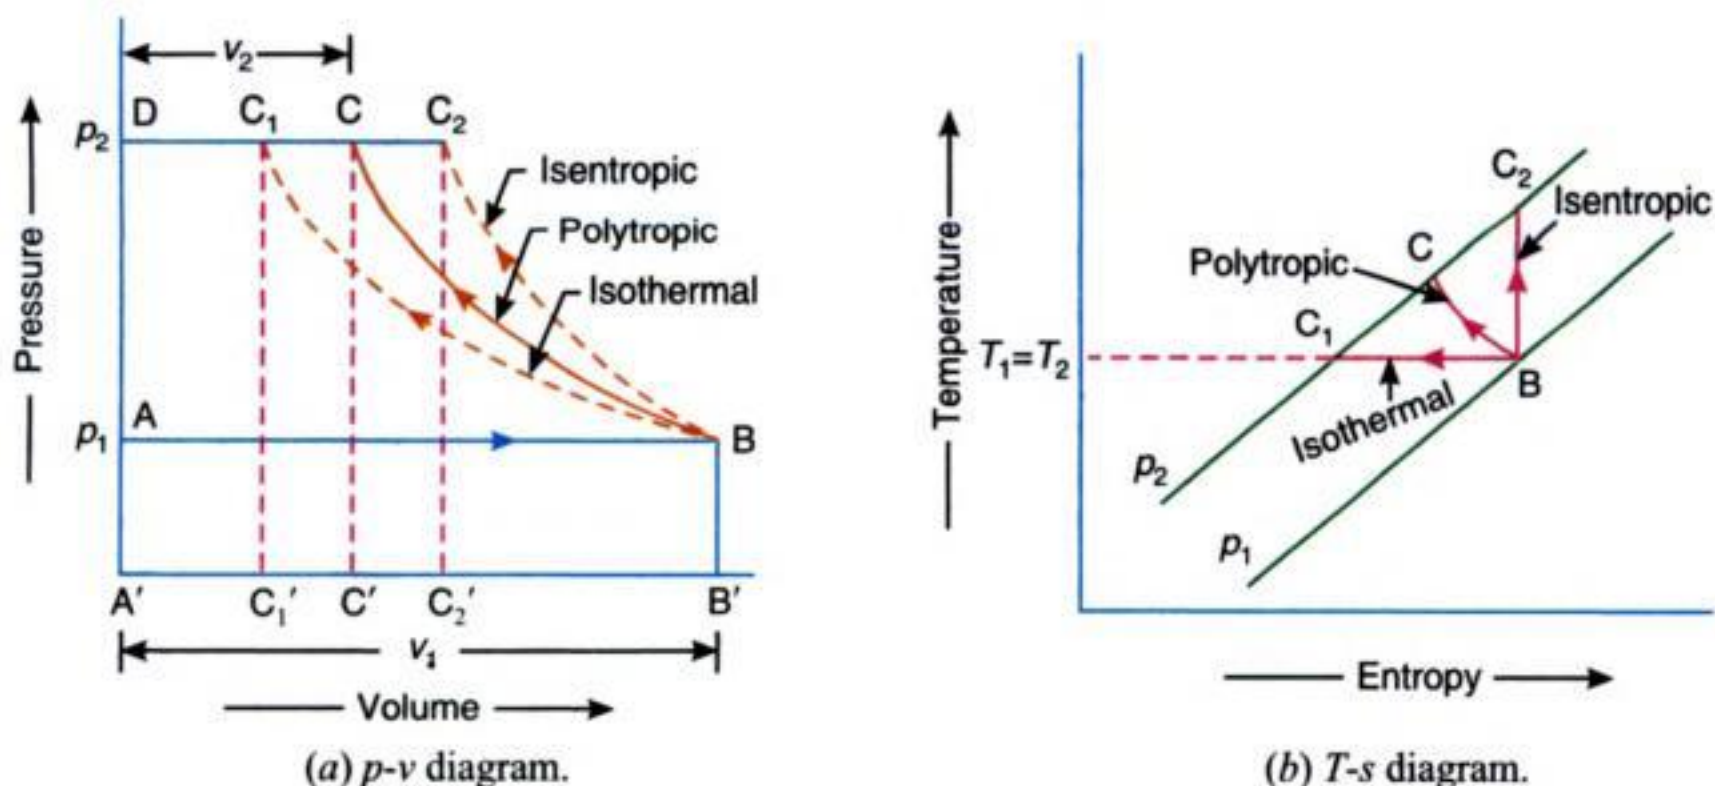 v₂
D C₁ C C₂
p₂
Isentropic
Polytropic
Isothermal
Pressure
A
p₁
B
A′ C₁′ C′ C₂′ B′
v₁
Volume
(a) p-v diagram.
C₂
Isentropic
C
Polytropic
C₁
T₁=T₂
B
Isothermal
Temperature
p₂
p₁
Entropy
(b) T-s diagram.